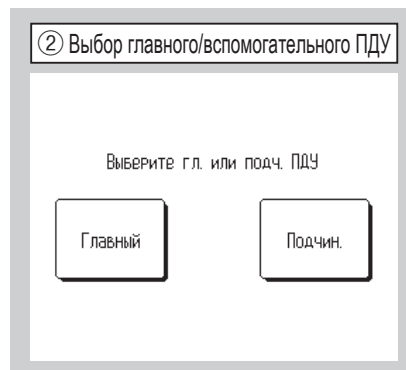 ② Выбор главного/вспомогательного ПДУ
Выберите гл. или подч. ПДУ
Главный
Подчин.